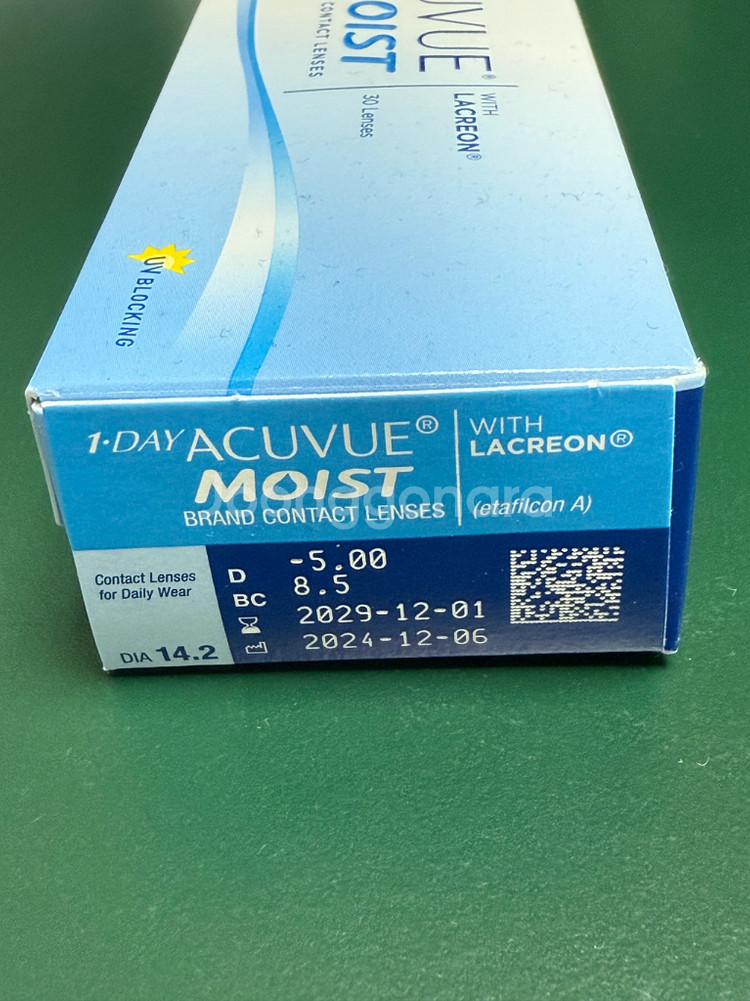 UVUE® WITH LACREON®
OIST
CONTACT LENSES
30 Lenses
UV BLOCKING
1·DAY ACUVUE® WITH
MOIST LACREON®
BRAND CONTACT LENSES (etafilcon A)
Joonggonara
Contact Lenses
for Daily Wear
DIA 14.2
D -5.00
BC 8.5
2029-12-01
2024-12-06